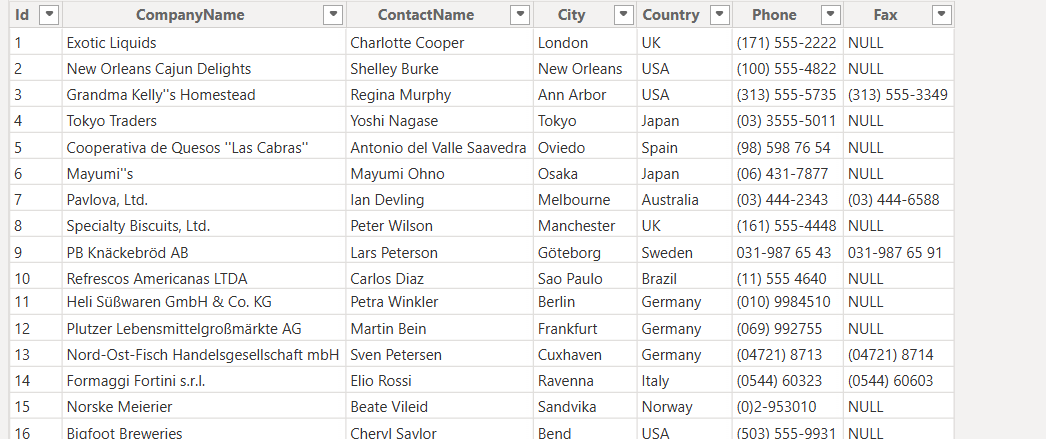 Id CompanyName ContactName City Country Phone Fax
1 Exotic Liquids Charlotte Cooper London UK (171) 555-2222 NULL
2 New Orleans Cajun Delights Shelley Burke New Orleans USA (100) 555-4822 NULL
3 Grandma Kelly''s Homestead Regina Murphy Ann Arbor USA (313) 555-5735 (313) 555-3349
4 Tokyo Traders Yoshi Nagase Tokyo Japan (03) 3555-5011 NULL
5 Cooperativa de Quesos ''Las Cabras'' Antonio del Valle Saavedra Oviedo Spain (98) 598 76 54 NULL
6 Mayumi''s Mayumi Ohno Osaka Japan (06) 431-7877 NULL
7 Pavlova, Ltd. Ian Devling Melbourne Australia (03) 444-2343 (03) 444-6588
8 Specialty Biscuits, Ltd. Peter Wilson Manchester UK (161) 555-4448 NULL
9 PB Knäckebröd AB Lars Peterson Göteborg Sweden 031-987 65 43 031-987 65 91
10 Refrescos Americanas LTDA Carlos Diaz Sao Paulo Brazil (11) 555 4640 NULL
11 Heli Süßwaren GmbH & Co. KG Petra Winkler Berlin Germany (010) 9984510 NULL
12 Plutzer Lebensmittelgroßmärkte AG Martin Bein Frankfurt Germany (069) 992755 NULL
13 Nord-Ost-Fisch Handelsgesellschaft mbH Sven Petersen Cuxhaven Germany (04721) 8713 (04721) 8714
14 Formaggi Fortini s.r.l. Elio Rossi Ravenna Italy (0544) 60323 (0544) 60603
15 Norske Meierier Beate Vileid Sandvika Norway (0)2-953010 NULL
16 Bigfoot Breweries Cheryl Saylor Bend USA (503) 555-9931 NULL